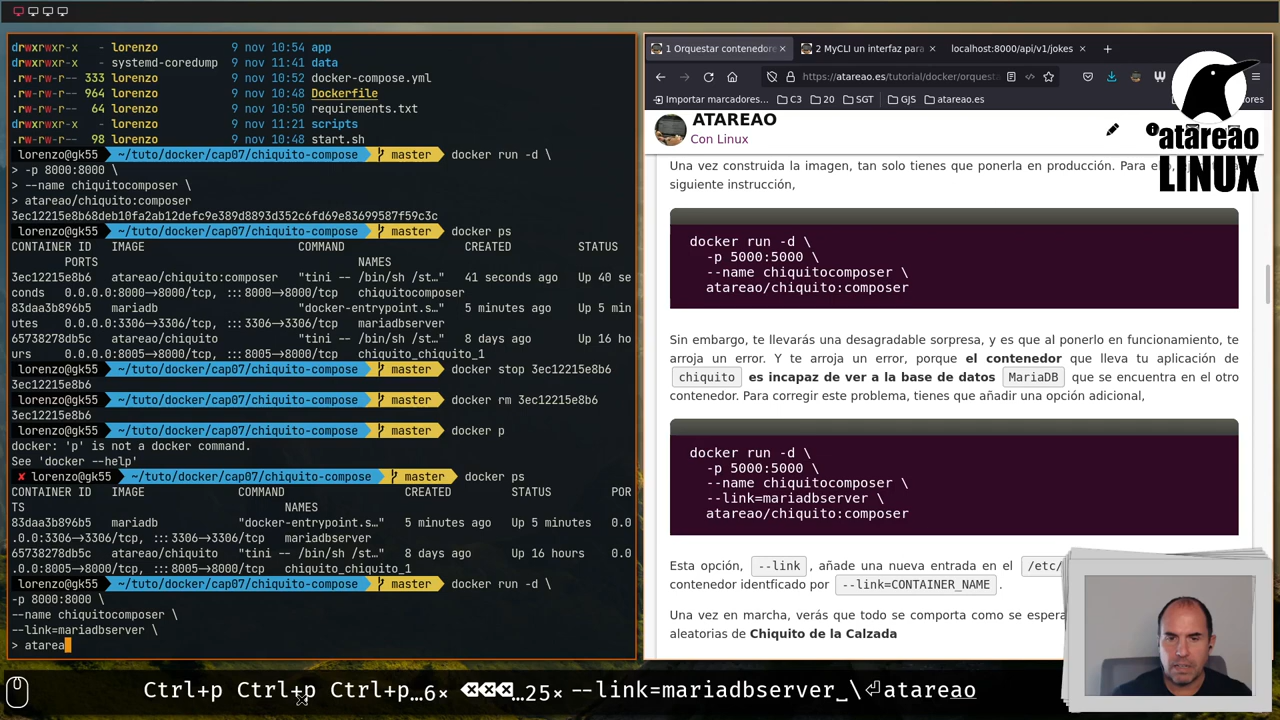 drwxrwxr-x - lorenzo 9 nov 10:54 app
drwxrwxr-x - systemd-coredump 9 nov 11:41 data
.rw-rw-r-- 333 lorenzo 9 nov 10:52 docker-compose.yml
.rw-rw-r-- 964 lorenzo 9 nov 10:48 Dockerfile
.rw-rw-r-- 64 lorenzo 9 nov 10:50 requirements.txt
drwxrwxr-x - lorenzo 9 nov 11:21 scripts
.rw-rw-r-- 98 lorenzo 9 nov 10:48 start.sh
lorenzo@gk55 ~/tuto/docker/cap07/chiquito-compose master docker run -d \
> -p 8000:8000 \
> --name chiquitocomposer \
> atareao/chiquito:composer
3ec12215e8b68deb10fa2ab12defc9e389d8893d352c6fd69e83699587f59c3c
lorenzo@gk55 ~/tuto/docker/cap07/chiquito-compose master docker ps
CONTAINER ID IMAGE COMMAND CREATED STATUS
PORTS NAMES
3ec12215e8b6 atareao/chiquito:composer "tini -- /bin/sh /st…" 41 seconds ago Up 40 se
conds 0.0.0.0:8000->8000/tcp, :::8000->8000/tcp chiquitocomposer
83daa3b896b5 mariadb "docker-entrypoint.s…" 5 minutes ago Up 5 min
utes 0.0.0.0:3306->3306/tcp, :::3306->3306/tcp mariadbserver
65738278db5c atareao/chiquito "tini -- /bin/sh /st…" 8 days ago Up 16 ho
urs 0.0.0.0:8005->8000/tcp, :::8005->8000/tcp chiquito_chiquito_1
lorenzo@gk55 ~/tuto/docker/cap07/chiquito-compose master docker stop 3ec12215e8b6
3ec12215e8b6
lorenzo@gk55 ~/tuto/docker/cap07/chiquito-compose master docker rm 3ec12215e8b6
3ec12215e8b6
lorenzo@gk55 ~/tuto/docker/cap07/chiquito-compose master docker p
docker: 'p' is not a docker command.
See 'docker --help'
✘ lorenzo@gk55 ~/tuto/docker/cap07/chiquito-compose master docker ps
CONTAINER ID IMAGE COMMAND CREATED STATUS POR
TS NAMES
83daa3b896b5 mariadb "docker-entrypoint.s…" 5 minutes ago Up 5 minutes 0.0
.0.0:3306->3306/tcp, :::3306->3306/tcp mariadbserver
65738278db5c atareao/chiquito "tini -- /bin/sh /st…" 8 days ago Up 16 hours 0.0
.0.0:8005->8000/tcp, :::8005->8000/tcp chiquito_chiquito_1
lorenzo@gk55 ~/tuto/docker/cap07/chiquito-compose master docker run -d \
-p 8000:8000 \
--name chiquitocomposer \
--link=mariadbserver \
> atarea
1 Orquestar contenedore
2 MyCLI un interfaz para
localhost:8000/api/v1/jokes
https://atareao.es/tutorial/docker/orquesta
Importar marcadores... C3 20 SGT GJS atareao.es
ATAREAO
Con Linux
atareao
LINUX
Una vez construida la imagen, tan solo tienes que ponerla en producción. Para
siguiente instrucción,
docker run -d \
-p 5000:5000 \
--name chiquitocomposer \
atareao/chiquito:composer
Sin embargo, te llevarás una desagradable sorpresa, y es que al ponerlo en funcionamiento, te
arroja un error. Y te arroja un error, porque el contenedor que lleva tu aplicación de
chiquito es incapaz de ver a la base de datos MariaDB que se encuentra en el otro
contenedor. Para corregir este problema, tienes que añadir una opción adicional,
docker run -d \
-p 5000:5000 \
--name chiquitocomposer \
--link=mariadbserver \
atareao/chiquito:composer
Esta opción, --link, añade una nueva entrada en el /etc/
contenedor identficado por --link=CONTAINER_NAME.
Una vez en marcha, verás que todo se comporta como se espera
aleatorias de Chiquito de la Calzada
Ctrl+p Ctrl+p Ctrl+p…6× ⌫⌫⌫…25× --link=mariadbserver_\⏎atareao